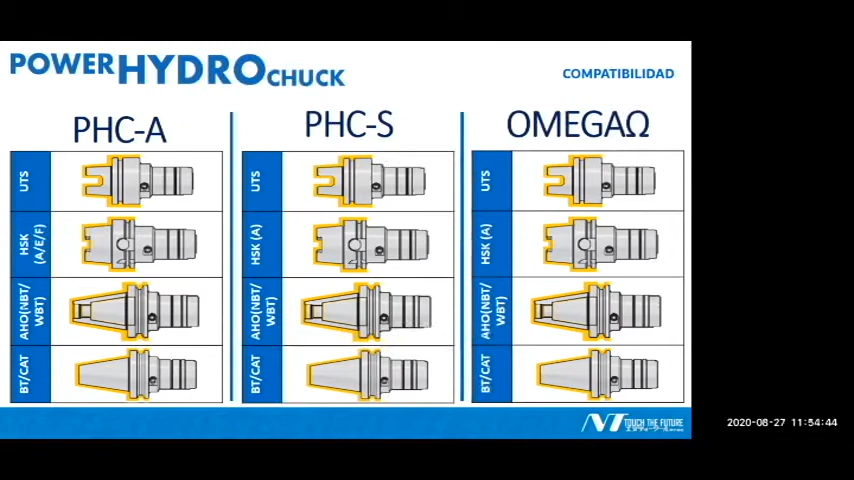 POWERHYDROCHUCK
COMPATIBILIDAD
PHC-A
PHC-S
OMEGAΩ
UTS
UTS
UTS
HSK
(A/E/F)
HSK (A)
HSK (A)
AHO(NBT/
WBT)
AHO(NBT/
WBT)
AHO(NBT/
WBT)
BT/CAT
BT/CAT
BT/CAT
NT TOUCH THE FUTURE
2020-08-27 11:54:44